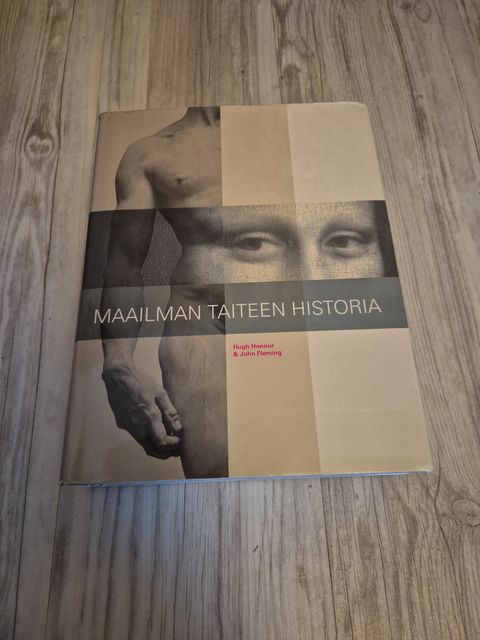 MAAILMAN TAITEEN HISTORIA
Hugh Honour
& John Fleming